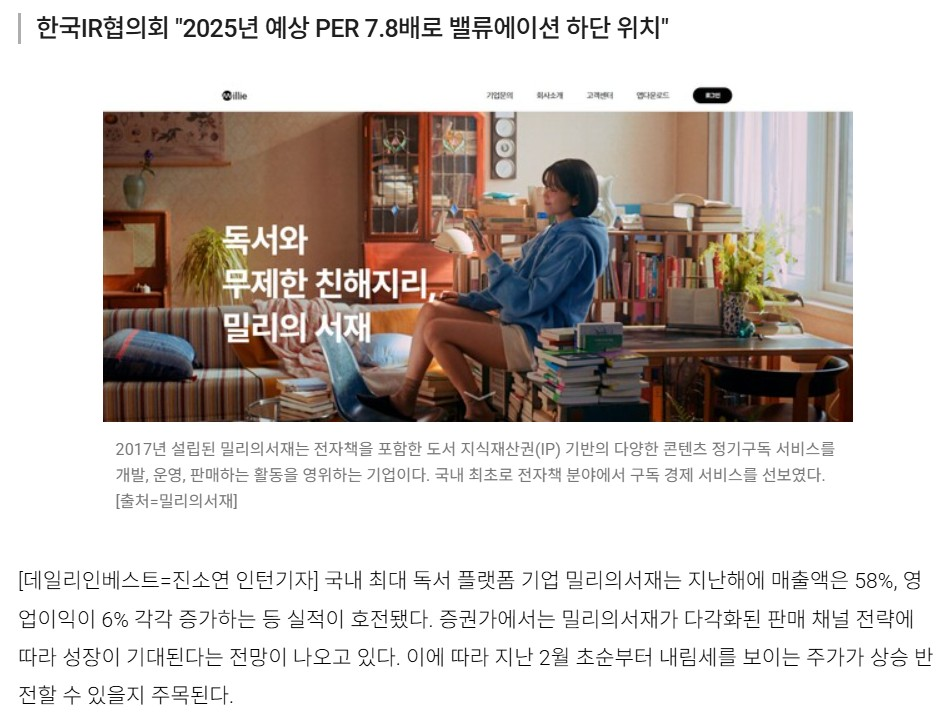 한국IR협의회 "2025년 예상 PER 7.8배로 밸류에이션 하단 위치"
Millie
기업문의 회사소개 고객센터 앱다운로드 로그인
독서와
무제한 친해지리,
밀리의 서재
2017년 설립된 밀리의서재는 전자책을 포함한 도서 지식재산권(IP) 기반의 다양한 콘텐츠 정기구독 서비스를
개발, 운영, 판매하는 활동을 영위하는 기업이다. 국내 최초로 전자책 분야에서 구독 경제 서비스를 선보였다.
[출처=밀리의서재]
[데일리인베스트=진소연 인턴기자] 국내 최대 독서 플랫폼 기업 밀리의서재는 지난해에 매출액은 58%, 영
업이익이 6% 각각 증가하는 등 실적이 호전됐다. 증권가에서는 밀리의서재가 다각화된 판매 채널 전략에
따라 성장이 기대된다는 전망이 나오고 있다. 이에 따라 지난 2월 초순부터 내림세를 보이는 주가가 상승 반
전할 수 있을지 주목된다.